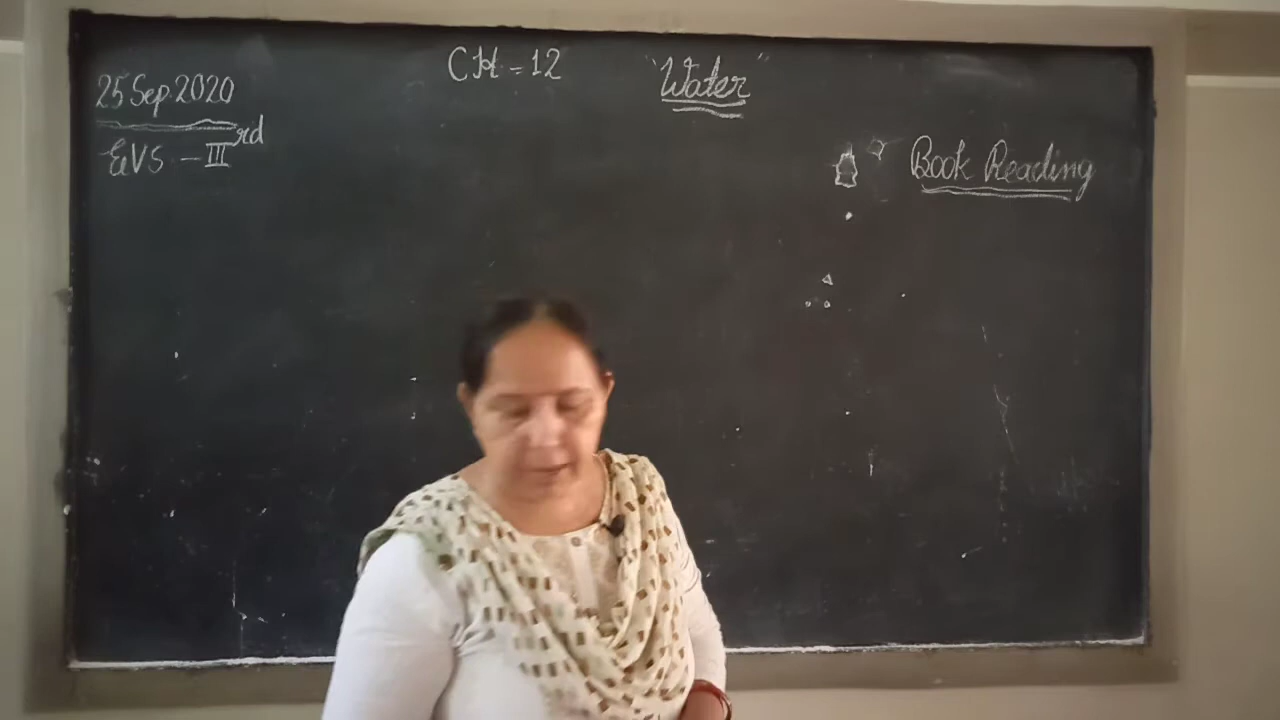 CH = 12
"Water"
25 Sep. 2020
EVS - III rd
Book Reading